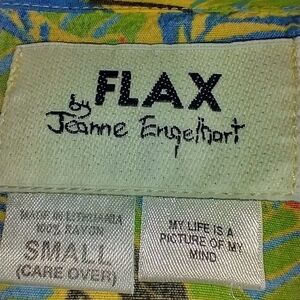 FLAX
by
Jeanne Engelhart
MADE IN LITHUANIA
100% RAYON
SMALL
(CARE OVER)
MY LIFE IS A
PICTURE OF MY
MIND